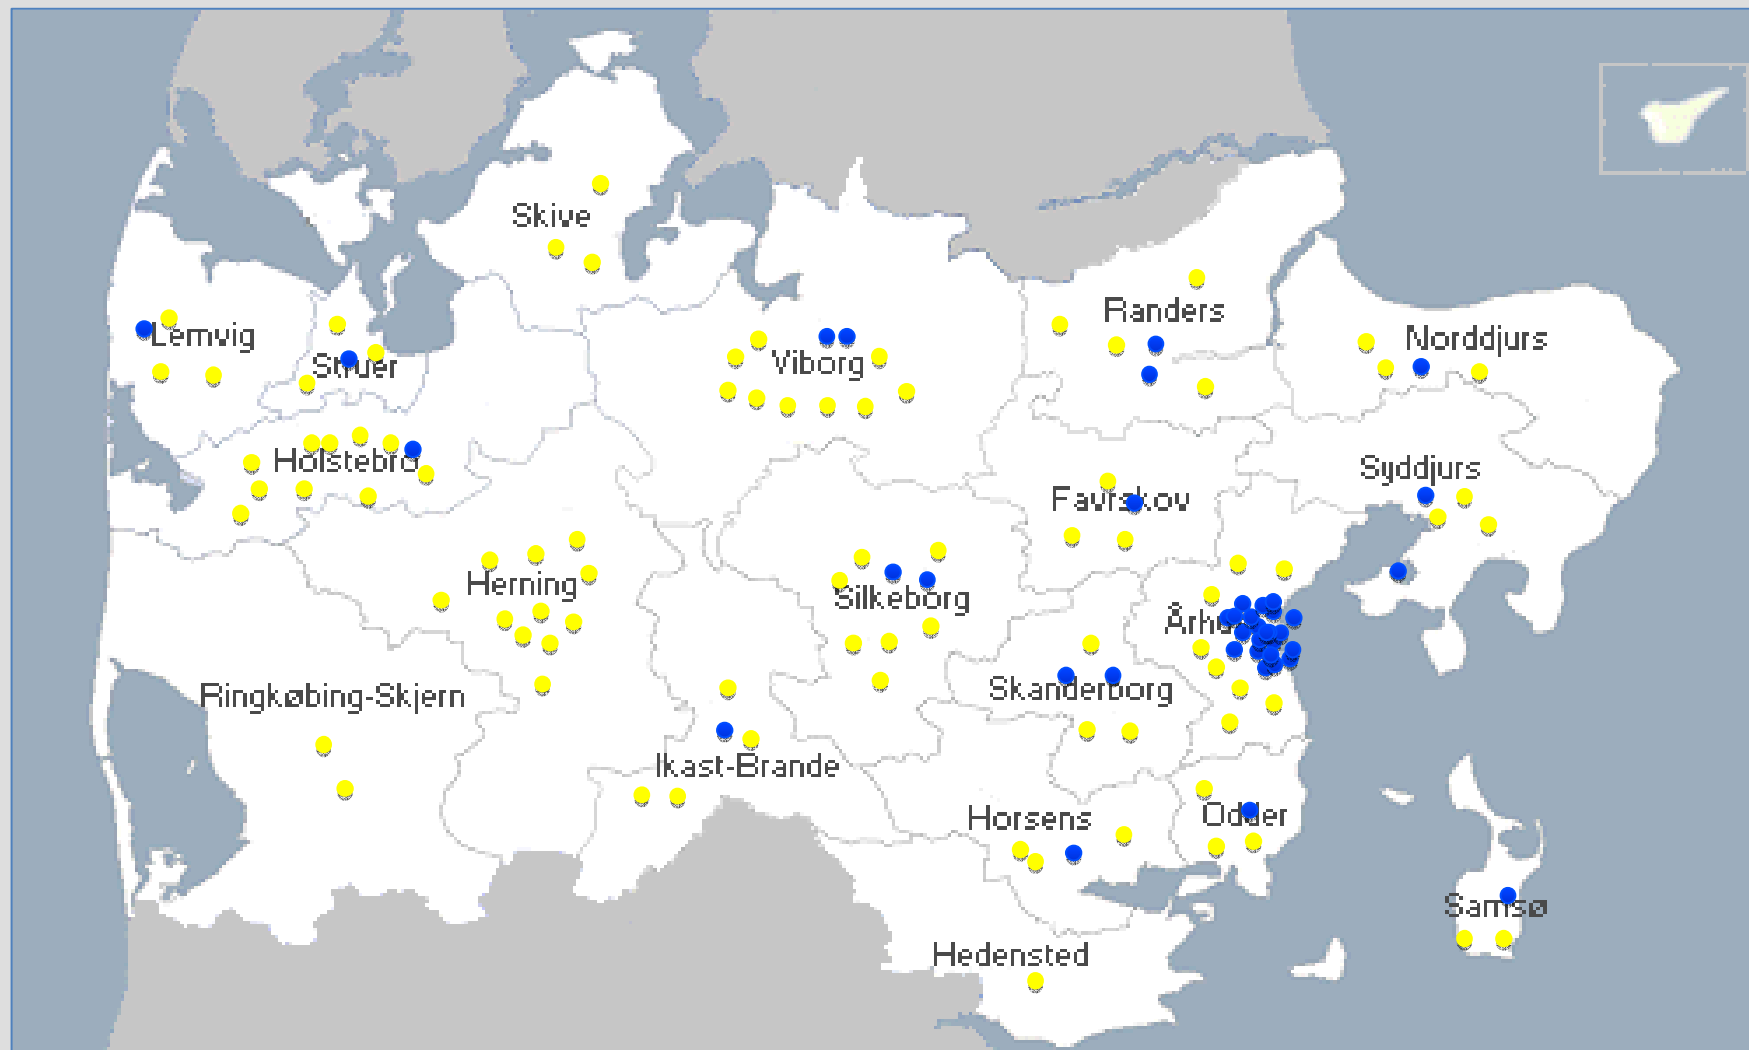 Skive
Randers
Lemvig
Norddjurs
Struer
Viborg
Holstebro
Syddjurs
Favrskov
Herning
Silkeborg
Århus
Ringkøbing-Skjern
Skanderborg
Ikast-Brande
Horsens
Odder
Samsø
Hedensted